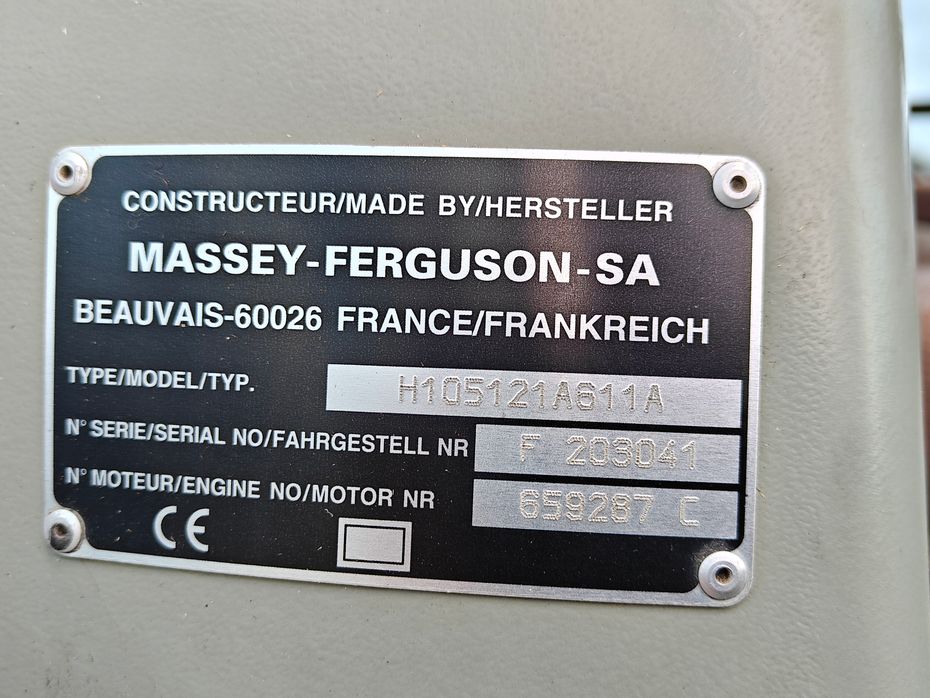 CONSTRUCTEUR/MADE BY/HERSTELLER
MASSEY-FERGUSON-SA
BEAUVAIS-60026 FRANCE/FRANKREICH
TYPE/MODEL/TYP. H105121A611A
N° SERIE/SERIAL NO/FAHRGESTELL NR F 203041
N° MOTEUR/ENGINE NO/MOTOR NR 659287 C
CE